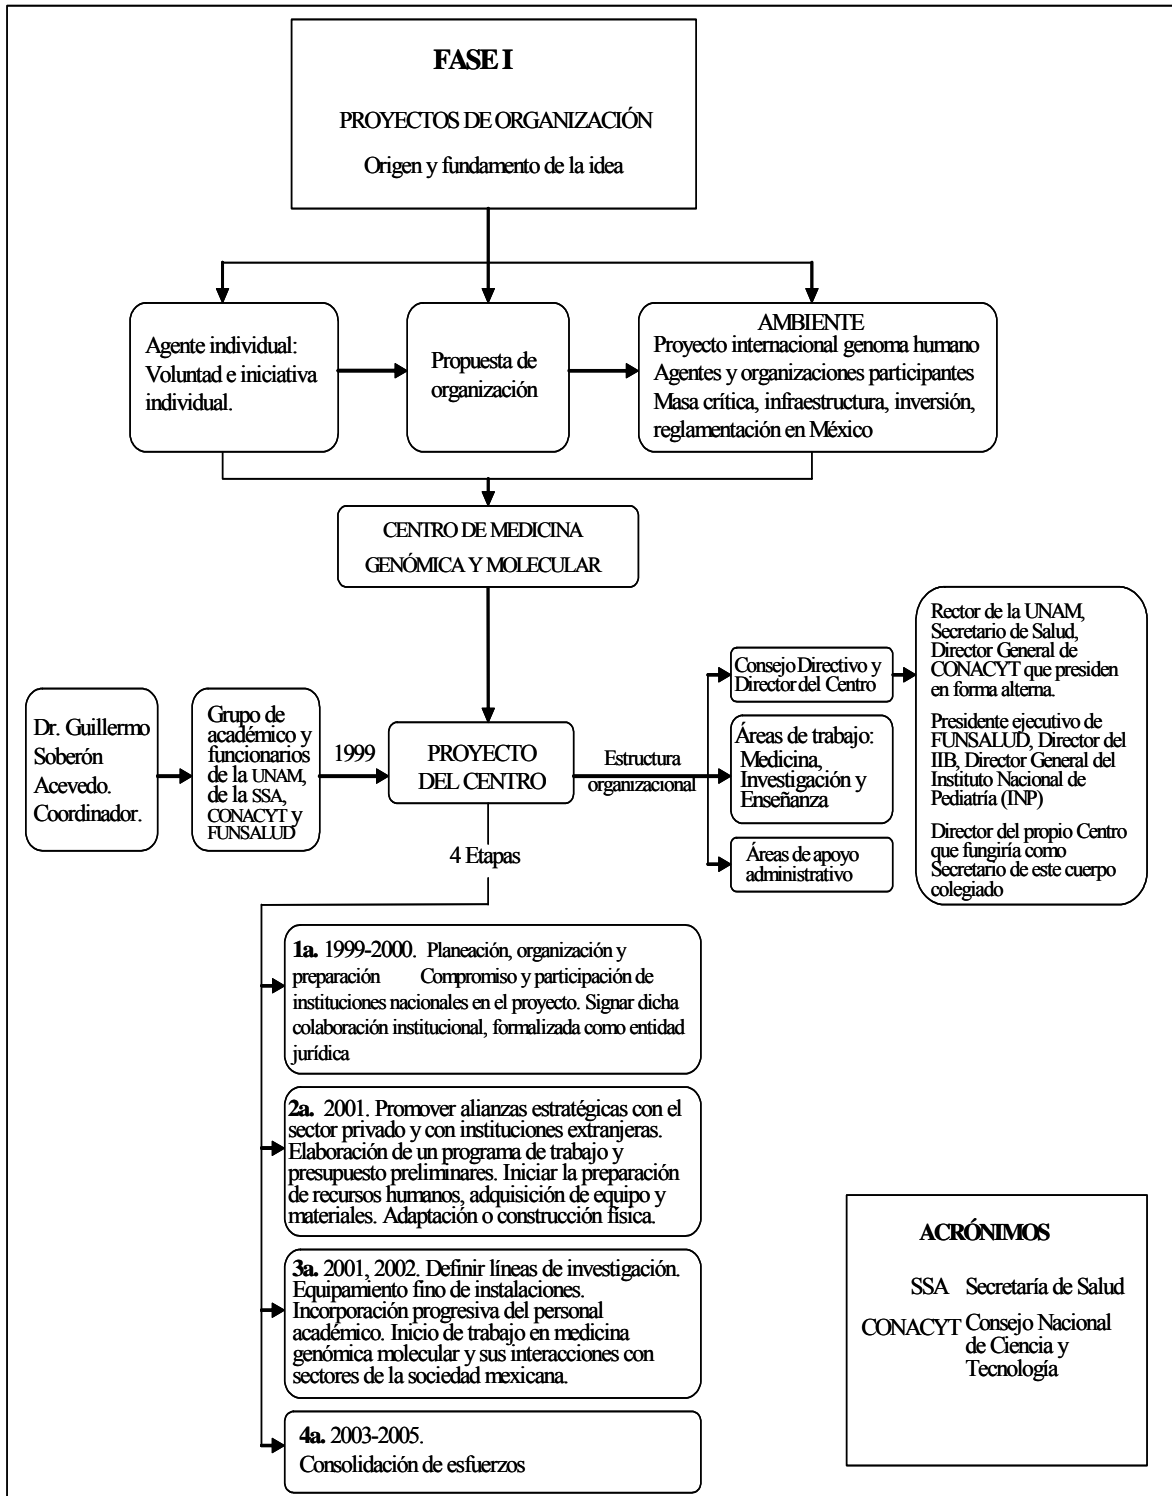 FASE I
PROYECTOS DE ORGANIZACIÓN
Origen y fundamento de la idea
Agente individual:
Voluntad e iniciativa
individual.
Propuesta de
organización
AMBIENTE
Proyecto internacional genoma humano
Agentes y organizaciones participantes
Masa crítica, infraestructura, inversión,
reglamentación en México
CENTRO DE MEDICINA
GENÓMICA Y MOLECULAR
Dr. Guillermo
Soberón
Acevedo.
Coordinador.
Grupo de
académico y
funcionarios
de la UNAM,
de la SSA,
CONACYT y
FUNSALUD
1999
PROYECTO
DEL CENTRO
Estructura
organizacional
Consejo Directivo y
Director del Centro
Áreas de trabajo:
Medicina,
Investigación y
Enseñanza
Áreas de apoyo
administrativo
Rector de la UNAM,
Secretario de Salud,
Director General de
CONACYT que presiden
en forma alterna.
Presidente ejecutivo de
FUNSALUD, Director del
IIB, Director General del
Instituto Nacional de
Pediatría (INP)
Director del propio Centro
que fungiría como
Secretario de este cuerpo
colegiado
4 Etapas
1a. 1999-2000. Planeación, organización y
preparación Compromiso y participación de
instituciones nacionales en el proyecto. Signar dicha
colaboración institucional, formalizada como entidad
jurídica
2a. 2001. Promover alianzas estratégicas con el
sector privado y con instituciones extranjeras.
Elaboración de un programa de trabajo y
presupuesto preliminares. Iniciar la preparación
de recursos humanos, adquisición de equipo y
materiales. Adaptación o construcción física.
3a. 2001, 2002. Definir líneas de investigación.
Equipamiento fino de instalaciones.
Incorporación progresiva del personal
académico. Inicio de trabajo en medicina
genómica molecular y sus interacciones con
sectores de la sociedad mexicana.
4a. 2003-2005.
Consolidación de esfuerzos
ACRÓNIMOS
SSA Secretaría de Salud
CONACYT Consejo Nacional
de Ciencia y
Tecnología